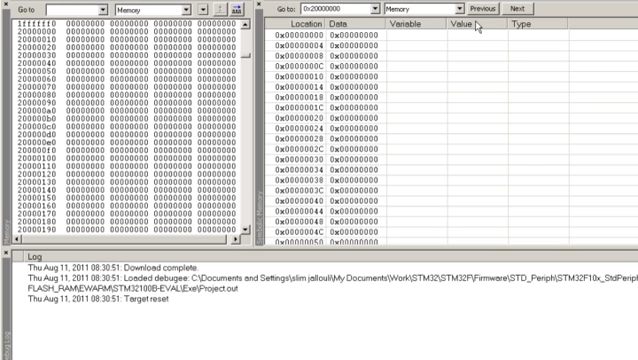 Go to:
Memory
Go to: 0x20000000 Memory Previous Next
1ffffff0 00000000 00000000 00000000 00000000
20000000 00000000 00000000 00000000 00000000
20000010 00000000 00000000 00000000 00000000
20000020 00000000 00000000 00000000 00000000
20000030 00000000 00000000 00000000 00000000
20000040 00000000 00000000 00000000 00000000
20000050 00000000 00000000 00000000 00000000
20000060 00000000 00000000 00000000 00000000
20000070 00000000 00000000 00000000 00000000
20000080 00000000 00000000 00000000 00000000
20000090 00000000 00000000 00000000 00000000
200000a0 00000000 00000000 00000000 00000000
200000b0 00000000 00000000 00000000 00000000
200000c0 00000000 00000000 00000000 00000000
200000d0 00000000 00000000 00000000 00000000
200000e0 00000000 00000000 00000000 00000000
200000f0 00000000 00000000 00000000 00000000
20000100 00000000 00000000 00000000 00000000
20000110 00000000 00000000 00000000 00000000
20000120 00000000 00000000 00000000 00000000
20000130 00000000 00000000 00000000 00000000
20000140 00000000 00000000 00000000 00000000
20000150 00000000 00000000 00000000 00000000
20000160 00000000 00000000 00000000 00000000
20000170 00000000 00000000 00000000 00000000
20000180 00000000 00000000 00000000 00000000
20000190 00000000 00000000 00000000 00000000
Memory
Location Data Variable Value Type
0x00000000 0x00000000
0x00000004 0x00000000
0x00000008 0x00000000
0x0000000C 0x00000000
0x00000010 0x00000000
0x00000014 0x00000000
0x00000018 0x00000000
0x0000001C 0x00000000
0x00000020 0x00000000
0x00000024 0x00000000
0x00000028 0x00000000
0x0000002C 0x00000000
0x00000030 0x00000000
0x00000034 0x00000000
0x00000038 0x00000000
0x0000003C 0x00000000
0x00000040 0x00000000
0x00000044 0x00000000
0x00000048 0x00000000
0x0000004C 0x00000000
0x00000050 0x00000000
Symbolic Memory
Log
Thu Aug 11, 2011 08:30:51: Download complete.
Thu Aug 11, 2011 08:30:51: Loaded debugee: C:\Documents and Settings\slim jallouli\My Documents\Work\STM32\STM32F\Firmware\STD_Periph\STM32F10x_StdPeriph
FLASH_RAM\EWARM\STM32100B-EVAL\Exe\Project.out
Thu Aug 11, 2011 08:30:51: Target reset
bug Log